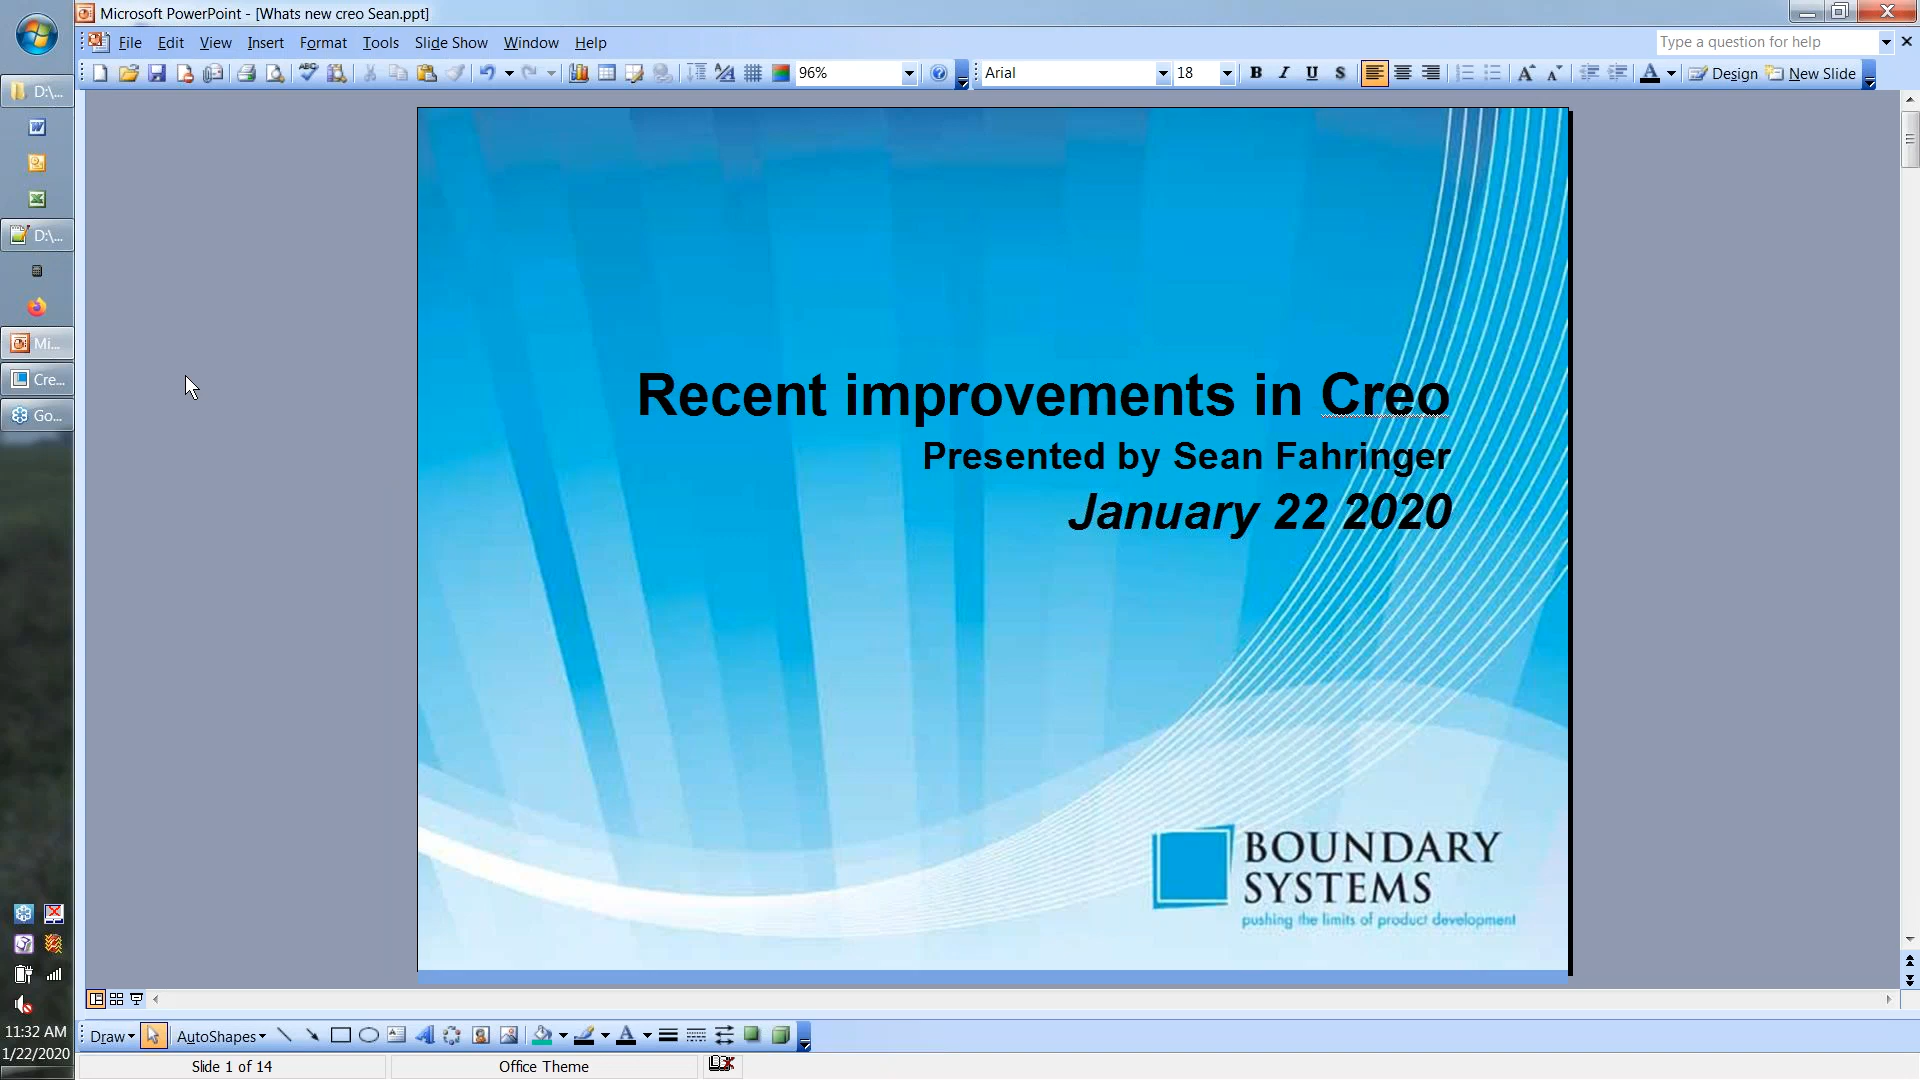 Microsoft PowerPoint - [Whats new creo Sean.ppt]
File Edit View Insert Format Tools Slide Show Window Help
Type a question for help
96%
Arial
18
B I U S
Design
New Slide
D:\...
D:\...
Mi...
Cre...
Go...
Recent improvements in Creo
Presented by Sean Fahringer
January 22 2020
BOUNDARY
SYSTEMS
pushing the limits of product development
11:32 AM
1/22/2020
Draw
AutoShapes
Slide 1 of 14
Office Theme